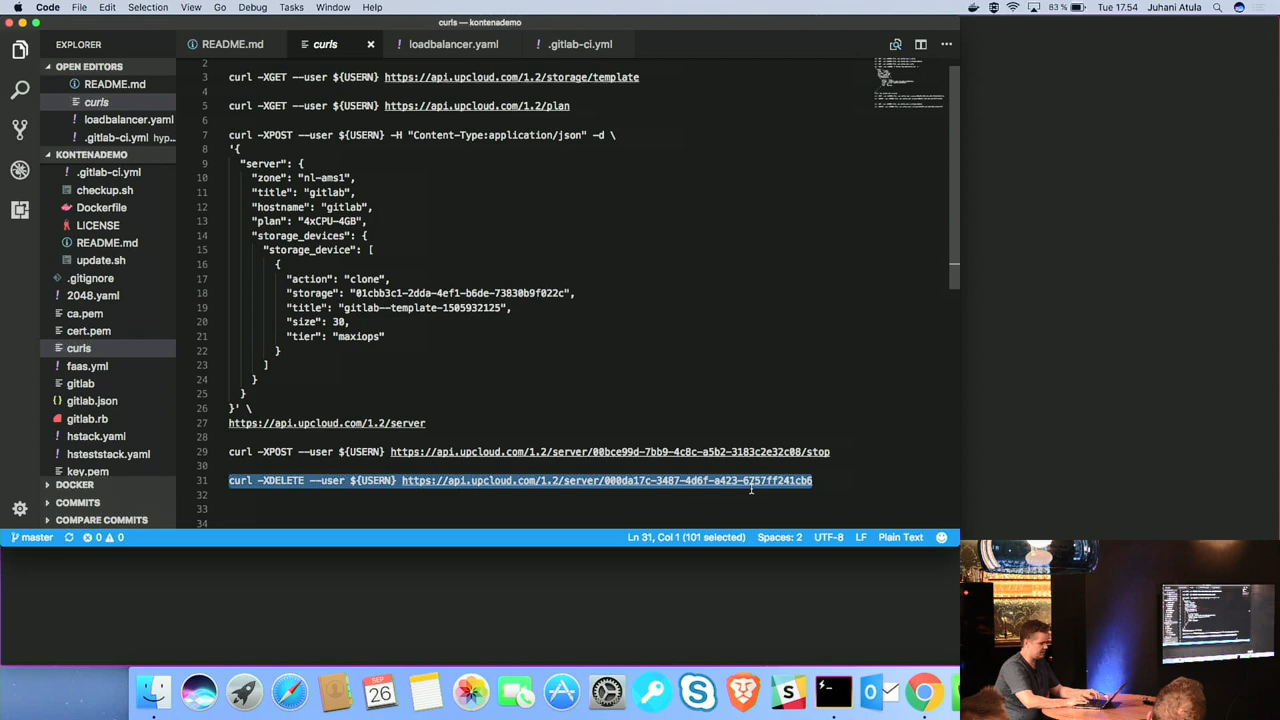 Code File Edit Selection View Go Debug Tasks Window Help 83 % Tue 17.54 Juhani Atula
curls — kontenademo
EXPLORER
README.md curls × ! loadbalancer.yaml ! .gitlab-ci.yml •••
OPEN EDITORS
README.md
curls
! loadbalancer.yaml
! .gitlab-ci.yml hyp...
KONTENADEMO
! .gitlab-ci.yml
checkup.sh
Dockerfile
LICENSE
README.md
update.sh
.gitignore
! 2048.yaml
ca.pem
cert.pem
curls
! faas.yml
gitlab
{} gitlab.json
gitlab.rb
! hstack.yaml
! hsteststack.yaml
key.pem
DOCKER
COMMITS
COMPARE COMMITS
2
3 curl -XGET --user ${USERN} https://api.upcloud.com/1.2/storage/template
4
5 curl -XGET --user ${USERN} https://api.upcloud.com/1.2/plan
6
7 curl -XPOST --user ${USERN} -H "Content-Type:application/json" -d \
8 '{
9 "server": {
10 "zone": "nl-ams1",
11 "title": "gitlab",
12 "hostname": "gitlab",
13 "plan": "4xCPU-4GB",
14 "storage_devices": {
15 "storage_device": [
16 {
17 "action": "clone",
18 "storage": "01cbb3c1-2dda-4ef1-b6de-73830b9f022c",
19 "title": "gitlab--template-1505932125",
20 "size": 30,
21 "tier": "maxiops"
22 }
23 ]
24 }
25 }
26 }' \
27 https://api.upcloud.com/1.2/server
28
29 curl -XPOST --user ${USERN} https://api.upcloud.com/1.2/server/00bce99d-7bb9-4c8c-a5b2-3183c2e32c08/stop
30
31 curl -XDELETE --user ${USERN} https://api.upcloud.com/1.2/server/000da17c-3487-4d6f-a423-6757ff241cb6
32
33
34
master 0 0 Ln 31, Col 1 (101 selected) Spaces: 2 UTF-8 LF Plain Text
SEP
26